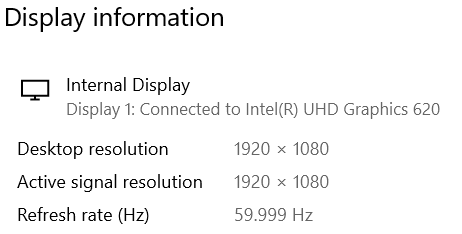 Display information
Internal Display
Display 1: Connected to Intel(R) UHD Graphics 620
Desktop resolution 1920 × 1080
Active signal resolution 1920 × 1080
Refresh rate (Hz) 59.999 Hz